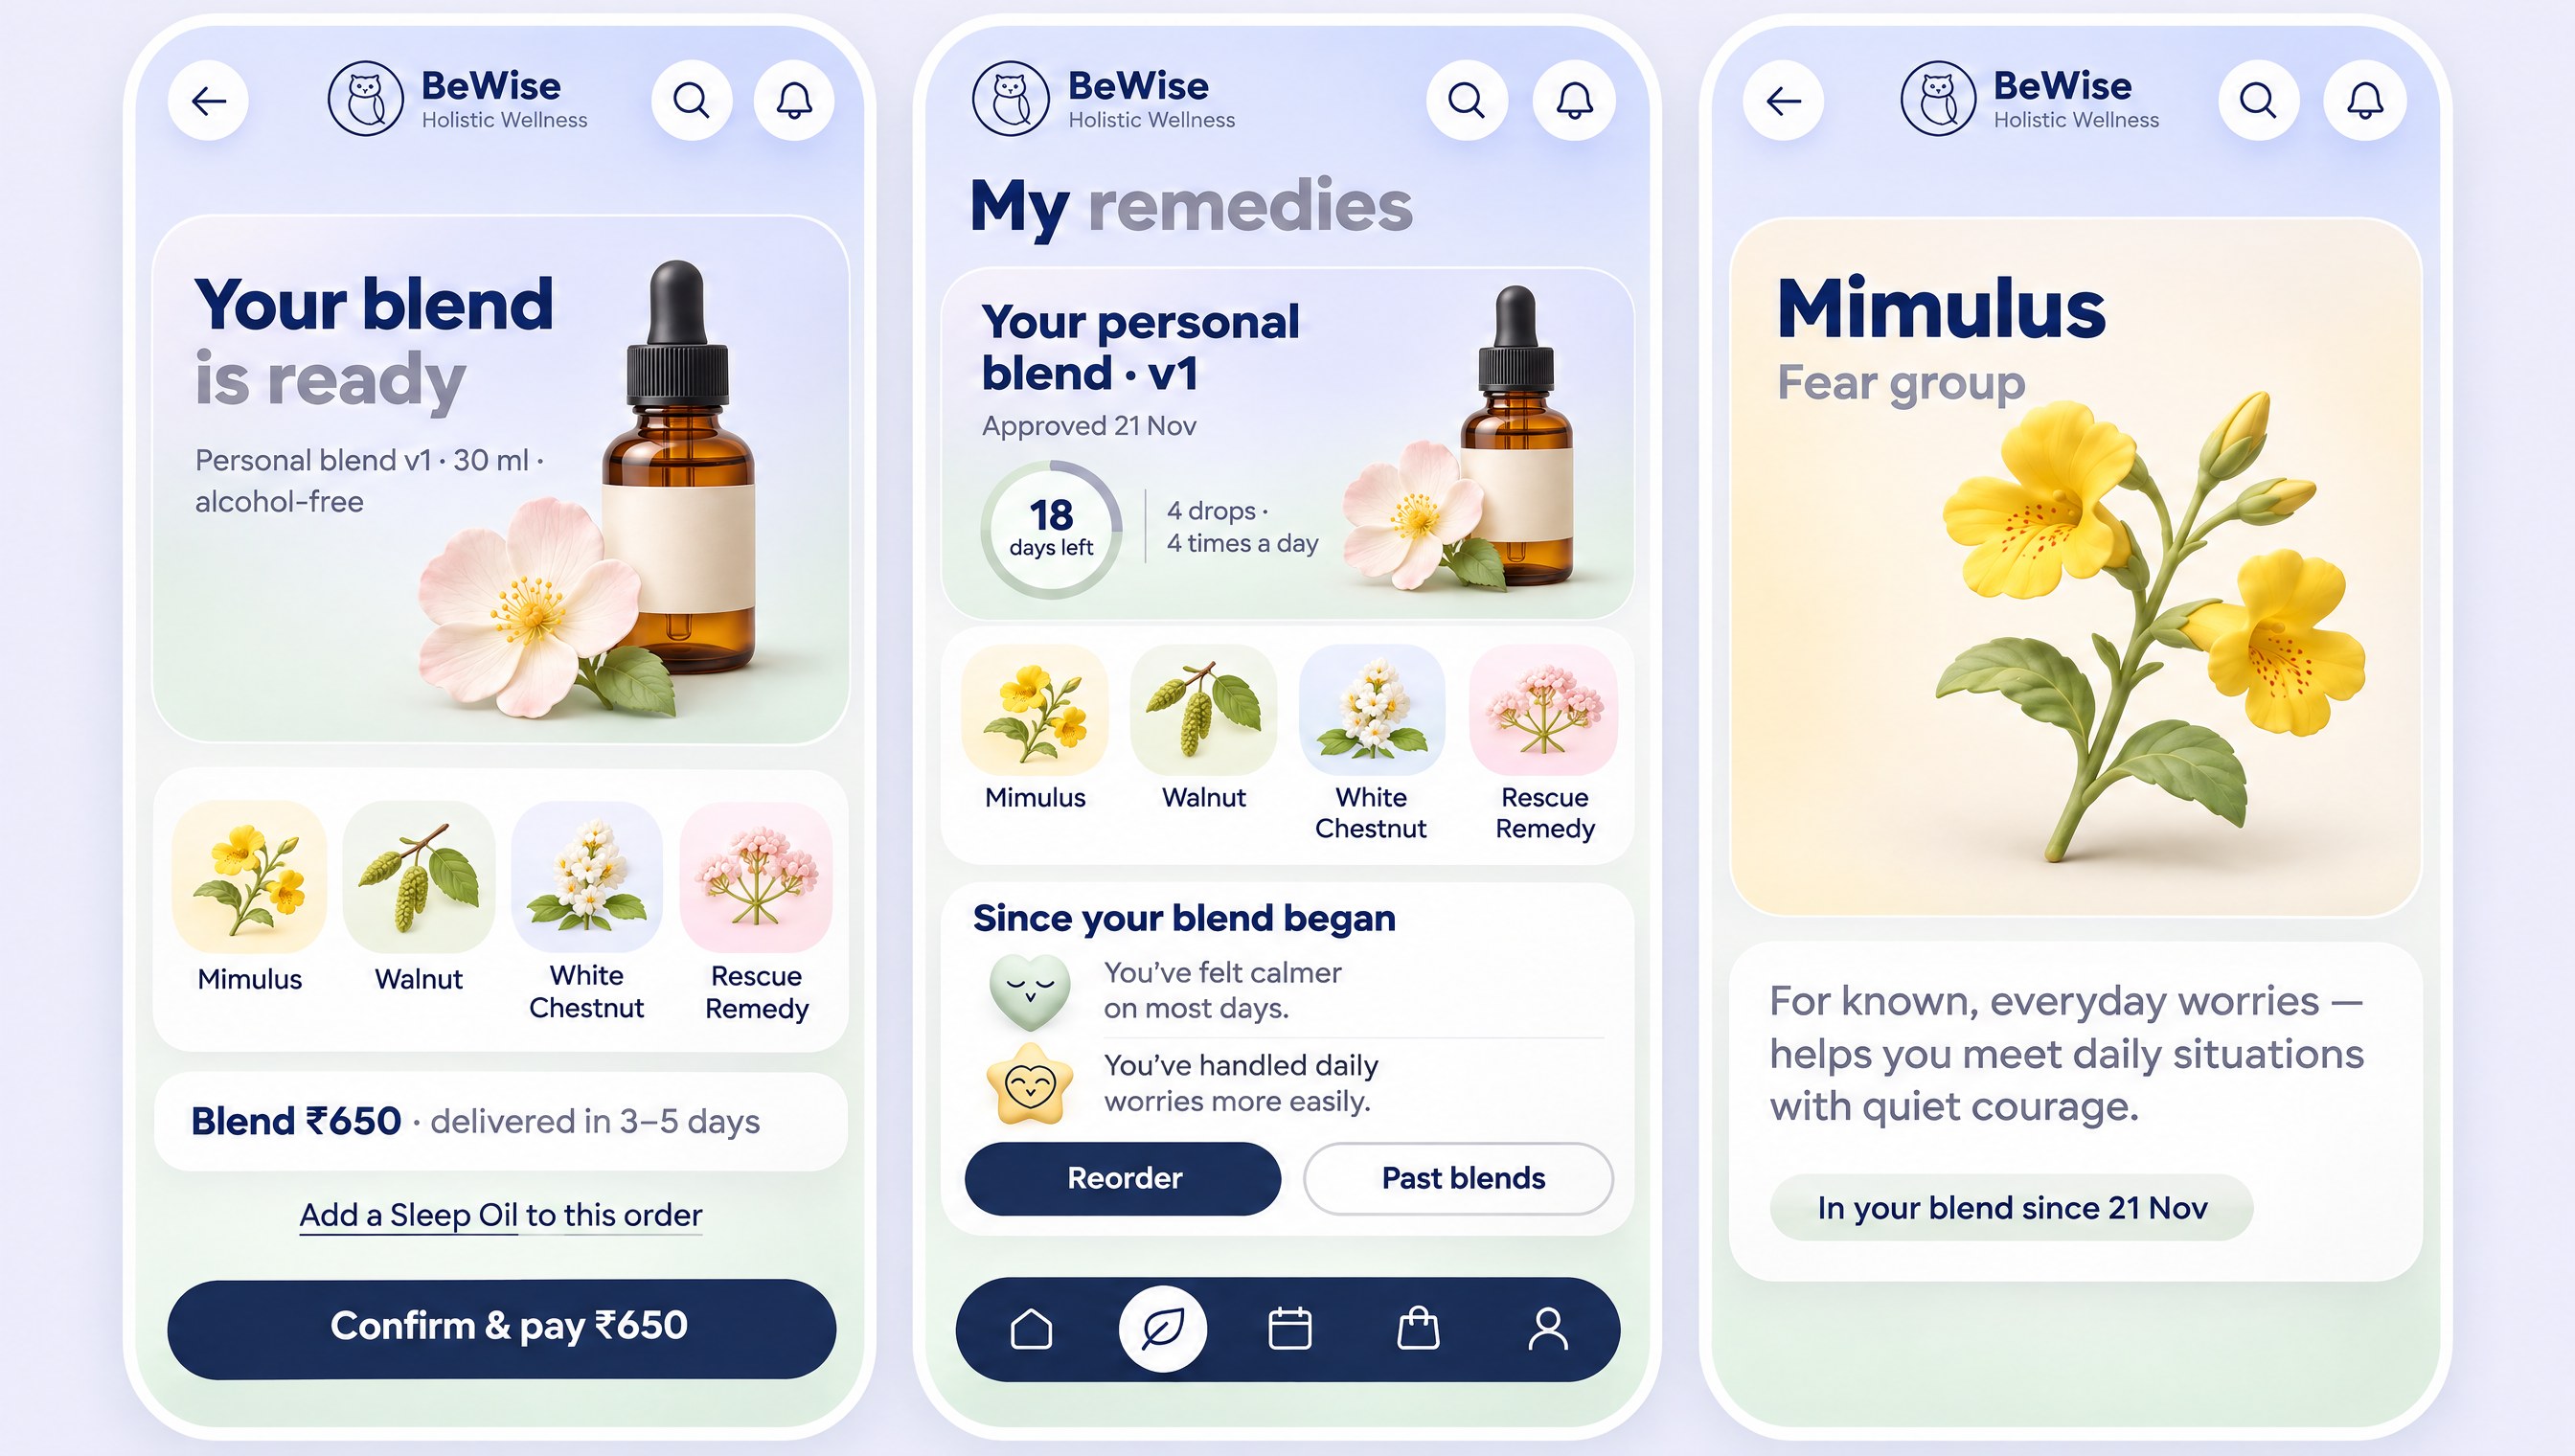 BeWise
Holistic Wellness
Your blend
is ready
Personal blend v1 · 30 ml ·
alcohol-free
Mimulus
Walnut
White
Chestnut
Rescue
Remedy
Blend ₹650 · delivered in 3–5 days
Add a Sleep Oil to this order
Confirm & pay ₹650
BeWise
Holistic Wellness
My remedies
Your personal
blend · v1
Approved 21 Nov
18
days left
4 drops ·
4 times a day
Mimulus
Walnut
White
Chestnut
Rescue
Remedy
Since your blend began
You’ve felt calmer
on most days.
You’ve handled daily
worries more easily.
Reorder
Past blends
BeWise
Holistic Wellness
Mimulus
Fear group
For known, everyday worries —
helps you meet daily situations
with quiet courage.
In your blend since 21 Nov